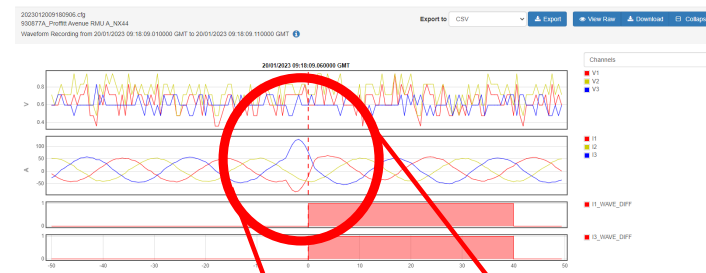 2023012009180906.cfg
930877A_Proffitt Avenue RMU A_NX44
Waveform Recording from 20/01/2023 09:18:09.010000 GMT to 20/01/2023 09:18:09.110000 GMT
Export to CSV Export View Raw Download Collaps
20/01/2023 09:18:09.060000 GMT
Channels
V1
V2
V3
V
0.8
0.6
0.4
I1
I2
I3
A
100
50
0
-50
I1_WAVE_DIFF
1
0
I3_WAVE_DIFF
1
0
-50 -40 -30 -20 -10 0 10 20 30 40 50